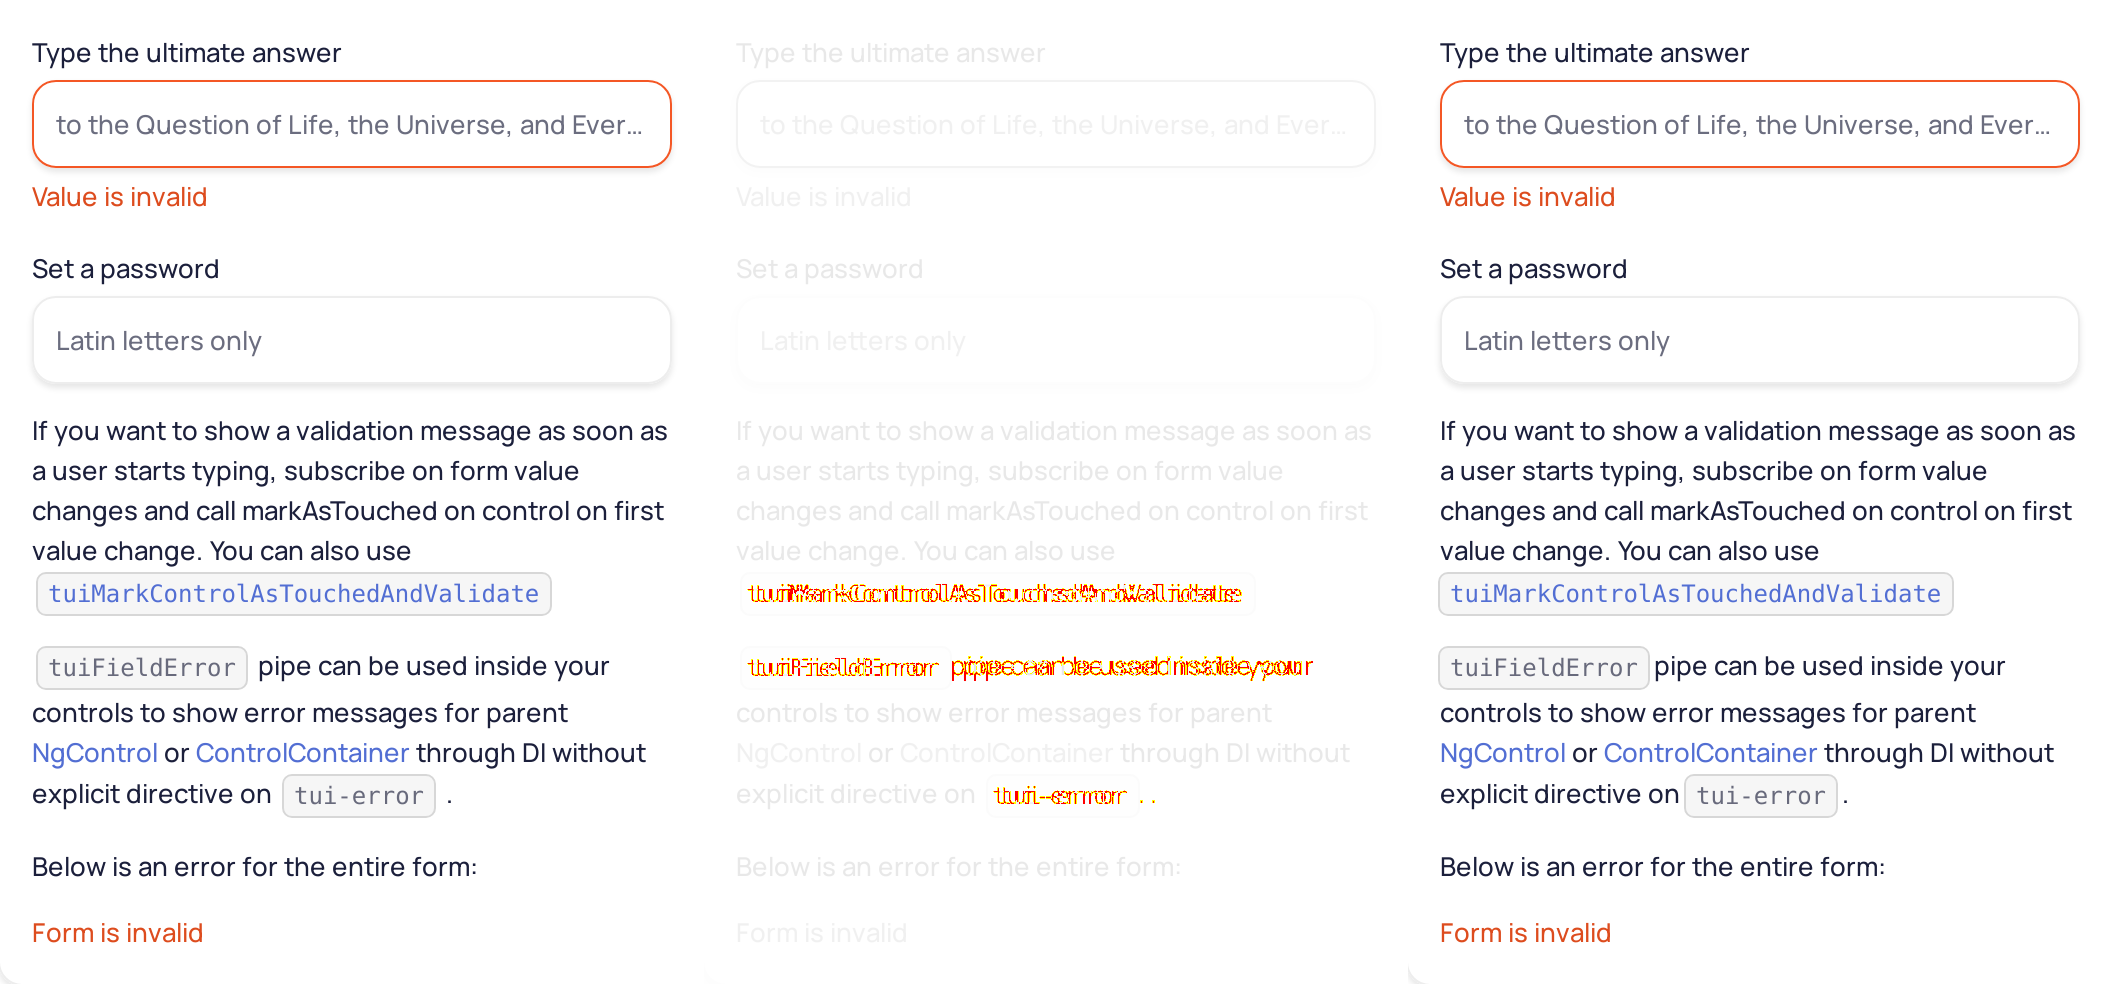 Type the ultimate answer
to the Question of Life, the Universe, and Ever...
Value is invalid
Set a password
Latin letters only
If you want to show a validation message as soon as
a user starts typing, subscribe on form value
changes and call markAsTouched on control on first
value change. You can also use
tuiMarkControlAsTouchedAndValidate
tuiFieldError pipe can be used inside your
controls to show error messages for parent
NgControl or ControlContainer through DI without
explicit directive on tui-error .
Below is an error for the entire form:
Form is invalid
Type the ultimate answer
to the Question of Life, the Universe, and Ever...
Value is invalid
Set a password
Latin letters only
If you want to show a validation message as soon as
a user starts typing, subscribe on form value
changes and call markAsTouched on control on first
value change. You can also use
tuiMarkControlAsTouchedAndValidate
tuiFieldError pipe can be used inside your
controls to show error messages for parent
NgControl or ControlContainer through DI without
explicit directive on tui-error ..
Below is an error for the entire form:
Form is invalid
Type the ultimate answer
to the Question of Life, the Universe, and Ever...
Value is invalid
Set a password
Latin letters only
If you want to show a validation message as soon as
a user starts typing, subscribe on form value
changes and call markAsTouched on control on first
value change. You can also use
tuiMarkControlAsTouchedAndValidate
tuiFieldError pipe can be used inside your
controls to show error messages for parent
NgControl or ControlContainer through DI without
explicit directive on tui-error .
Below is an error for the entire form:
Form is invalid